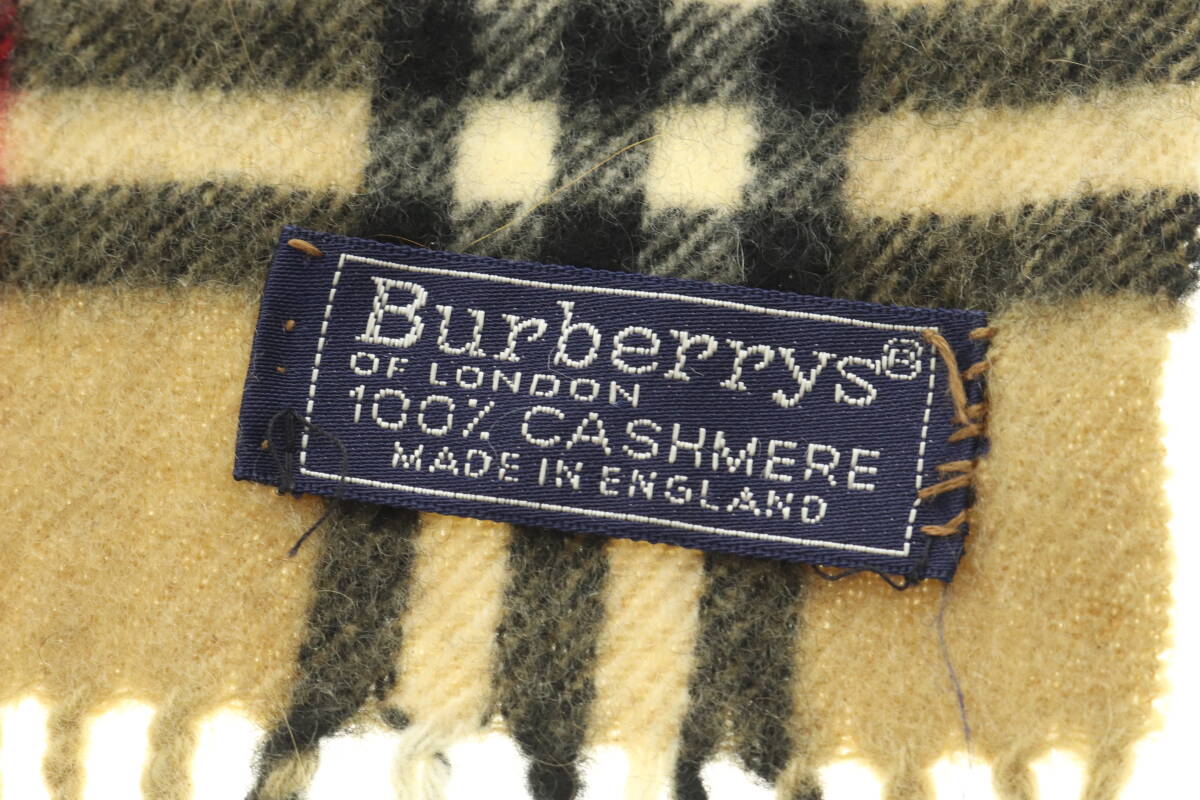 Burberrys®
OF LONDON
100% CASHMERE
MADE IN ENGLAND